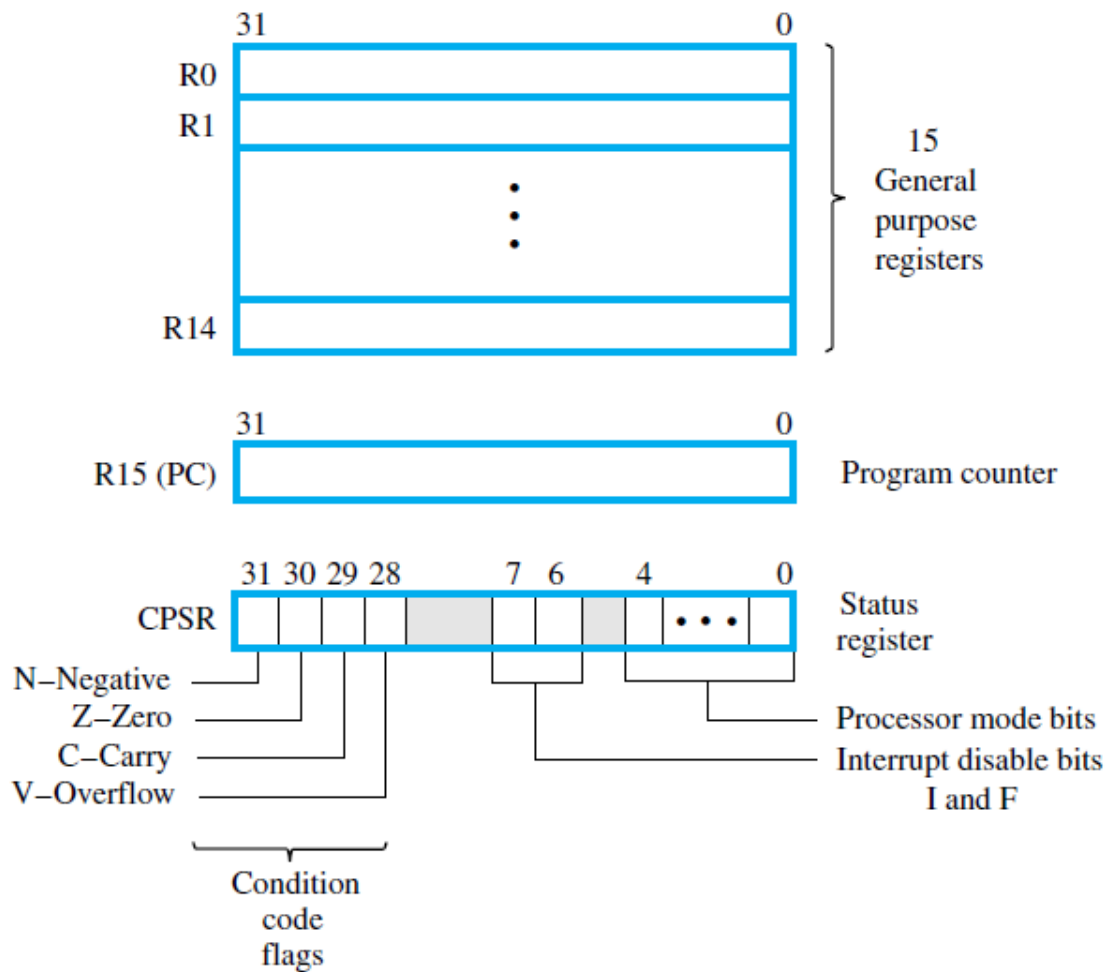 31 0
R0
R1
15
General
purpose
registers
R14
31 0
R15 (PC)
Program counter
31 30 29 28 7 6 4 0
CPSR
Status
register
N–Negative
Z–Zero
C–Carry
V–Overflow
Processor mode bits
Interrupt disable bits
I and F
Condition
code
flags